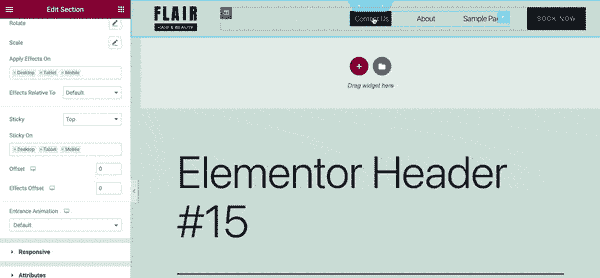 Edit Section
Rotate
Scale
Apply Effects On
× Desktop × Tablet × Mobile
Effects Relative To Default
Sticky Top
Sticky On
× Desktop × Tablet × Mobile
Offset 0
Effects Offset 0
Entrance Animation
Default
Responsive
Attributes
FLAIR
HAIR & BEAUTY
Contact Us About Sample Pa
BOOK NOW
Drag widget here
Elementor Header
#15